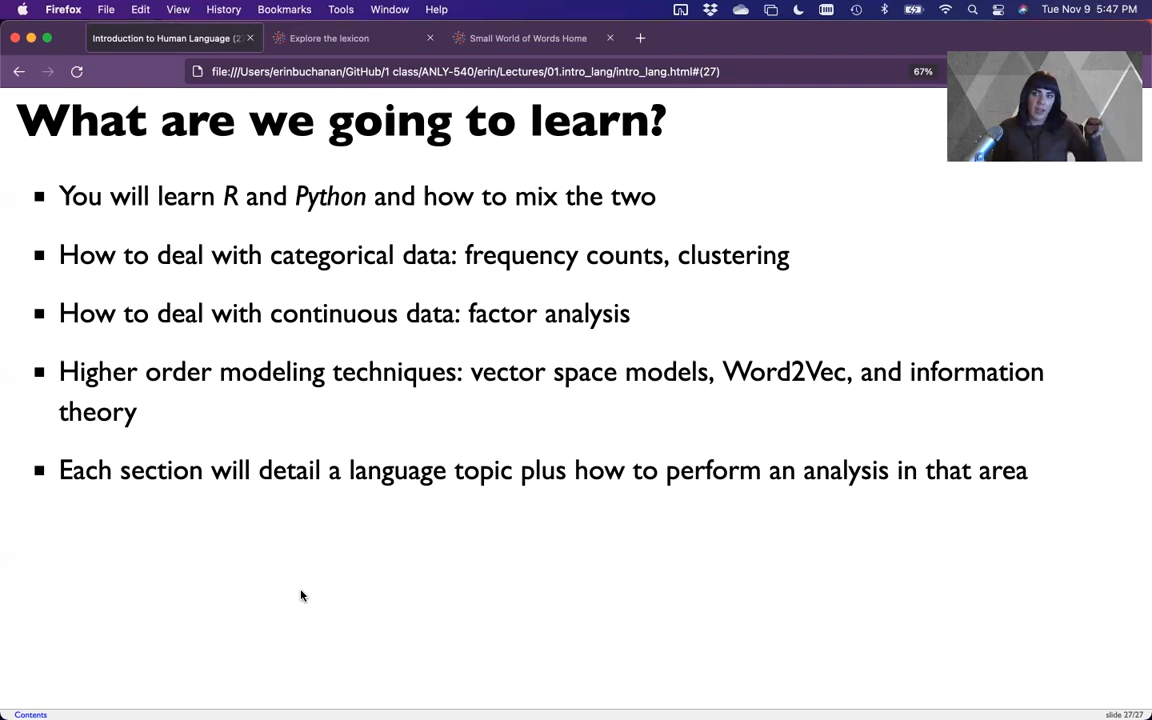 Firefox File Edit View History Bookmarks Tools Window Help Tue Nov 9 5:47 PM
Introduction to Human Language (2 Explore the lexicon Small World of Words Home
file:///Users/erinbuchanan/GitHub/1 class/ANLY-540/erin/Lectures/01.intro_lang/intro_lang.html#(27) 67%
What are we going to learn?
You will learn R and Python and how to mix the two
How to deal with categorical data: frequency counts, clustering
How to deal with continuous data: factor analysis
Higher order modeling techniques: vector space models, Word2Vec, and information
theory
Each section will detail a language topic plus how to perform an analysis in that area
Contents slide 27/27